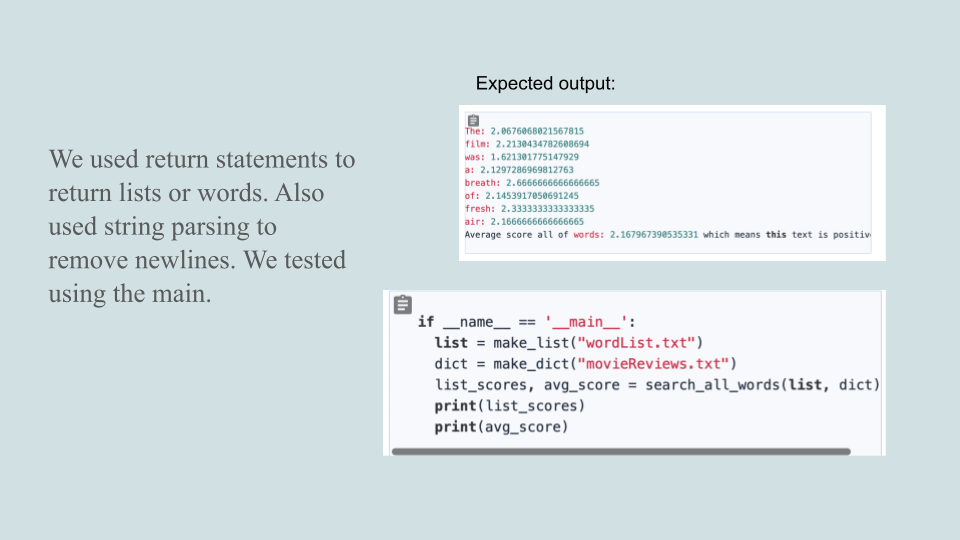 We used return statements to
return lists or words. Also
used string parsing to
remove newlines. We tested
using the main.
Expected output:
The: 2.0676068021567815
film: 2.2130434782608694
was: 1.621301775147929
a: 2.1297286969812763
breath: 2.6666666666666665
of: 2.1453917050691245
fresh: 2.3333333333333335
air: 2.1666666666666665
Average score all of words: 2.167967390535331 which means this text is positiv
if __name__ == '__main__':
list = make_list("wordList.txt")
dict = make_dict("movieReviews.txt")
list_scores, avg_score = search_all_words(list, dict)
print(list_scores)
print(avg_score)